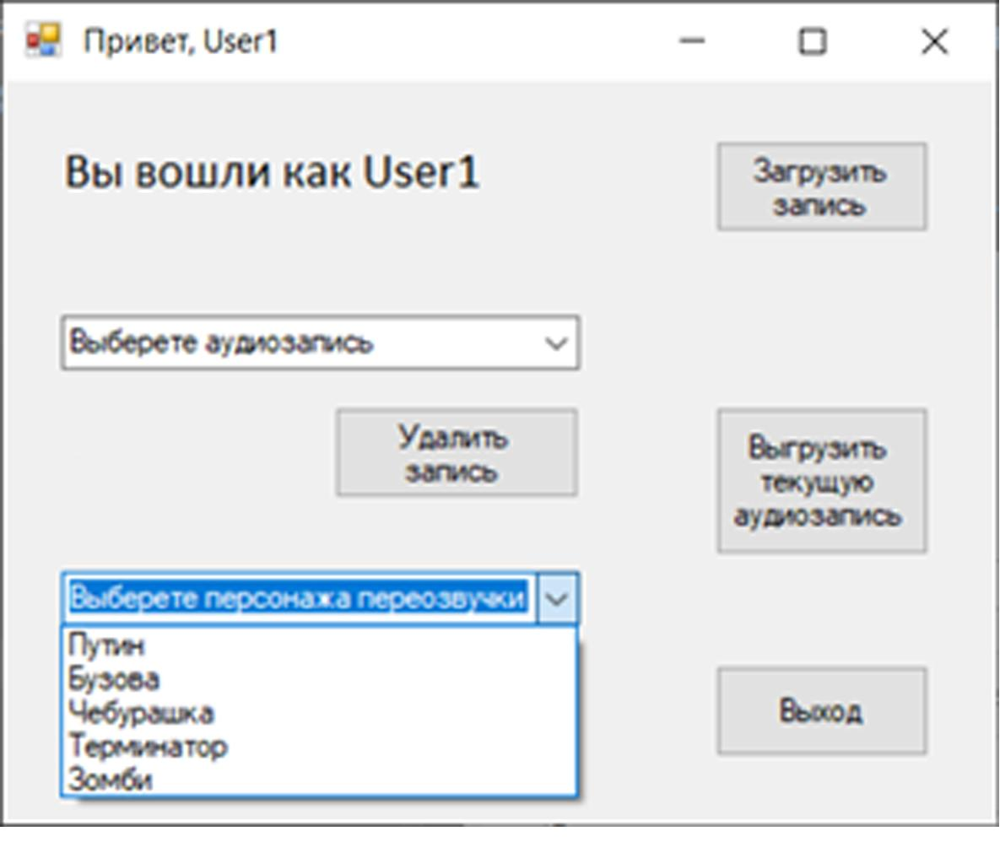 Привет, User1
Вы вошли как User1
Загрузить
запись
Выберете аудиозапись
Удалить
запись
Выгрузить
текущую
аудиозапись
Выберете персонажа переозвучки
Путин
Бузова
Чебурашка
Терминатор
Зомби
Выход